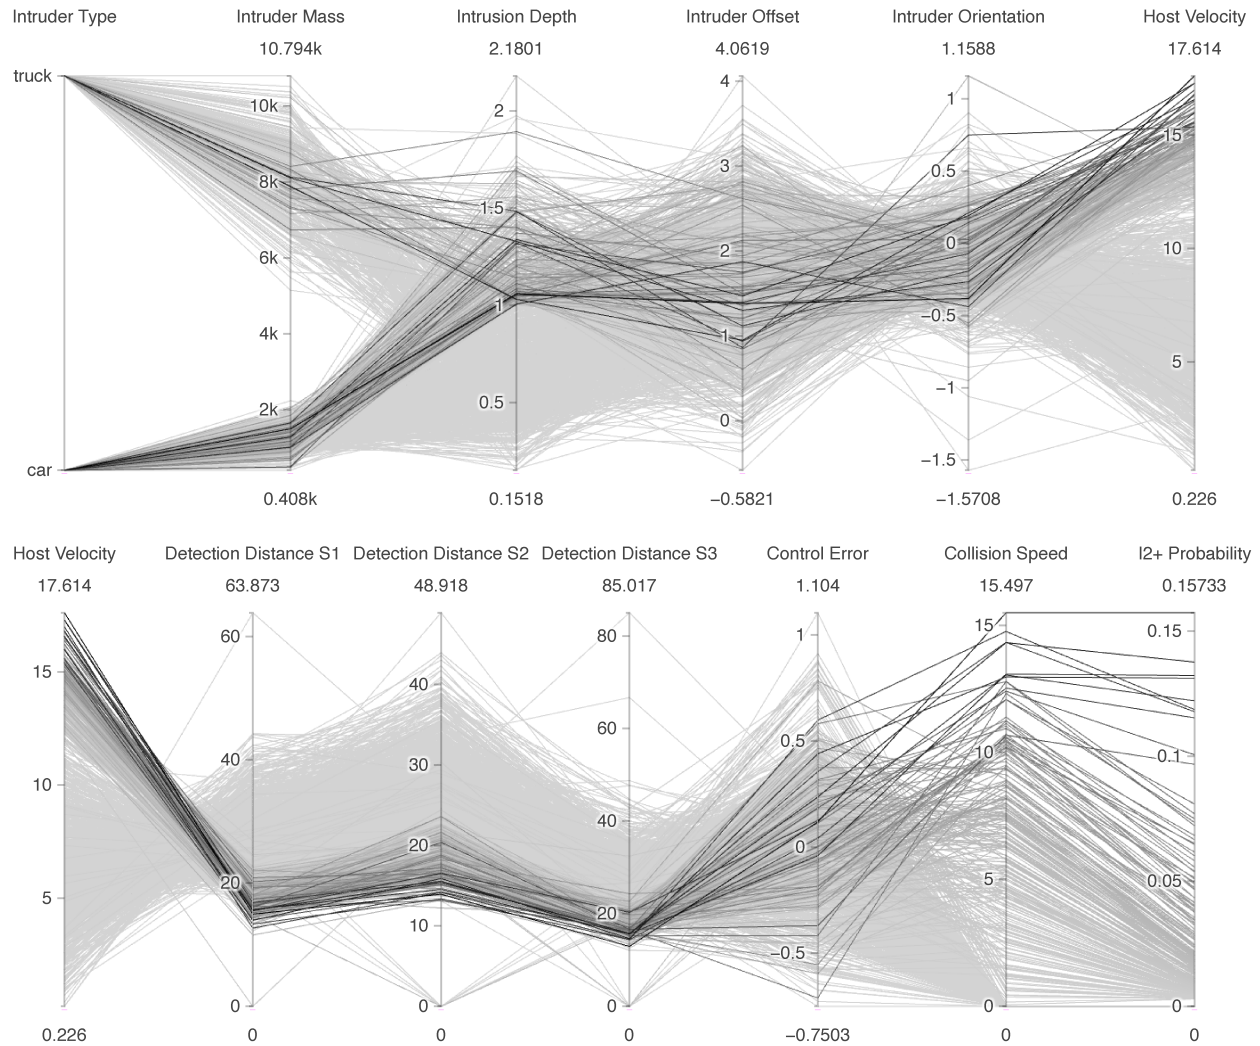 Intruder Type Intruder Mass Intrusion Depth Intruder Offset Intruder Orientation Host Velocity
10.794k 2.1801 4.0619 1.1588 17.614
truck 4
10k 2 1
15
3
8k 0.5
1.5
6k 2 0 10
1 −0.5
4k 1
5
2k 0.5 −1
0
car −1.5
0.408k 0.1518 −0.5821 −1.5708 0.226
Host Velocity Detection Distance S1 Detection Distance S2 Detection Distance S3 Control Error Collision Speed I2+ Probability
17.614 63.873 48.918 85.017 1.104 15.497 0.15733
60 80 1 15 0.15
15 40
60 0.5
40 30 10 0.1
10
20 40 0
20 5 0.05
5 10 20
−0.5
0 0 0 0 0
0.226 0 0 0 −0.7503 0 0